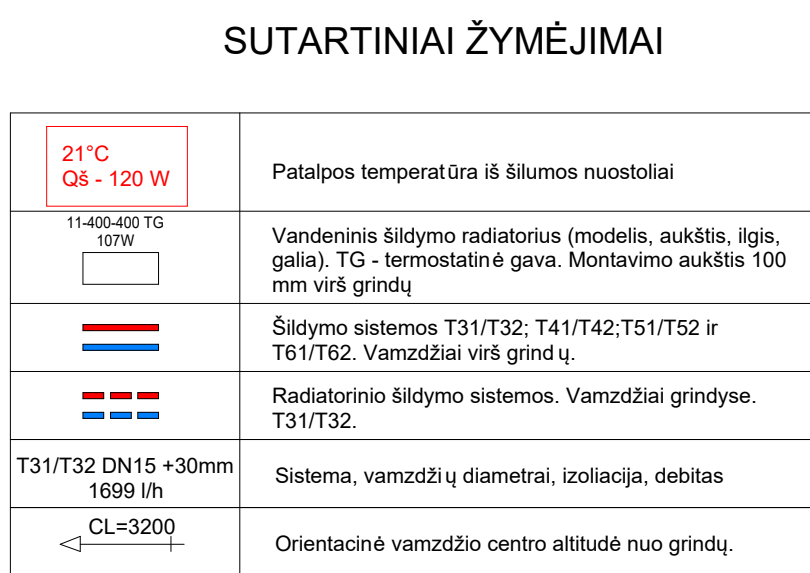 SUTARTINIAI ŽYMĖJIMAI
21°C
Qš - 120 W
Patalpos temperatūra iš šilumos nuostoliai
11-400-400 TG
107W
Vandeninis šildymo radiatorius (modelis, aukštis, ilgis,
galia). TG - termostatinė gava. Montavimo aukštis 100
mm virš grindų
Šildymo sistemos T31/T32; T41/T42;T51/T52 ir
T61/T62. Vamzdžiai virš grindų.
Radiatorinio šildymo sistemos. Vamzdžiai grindyse.
T31/T32.
T31/T32 DN15 +30mm
1699 l/h
Sistema, vamzdžių diametrai, izoliacija, debitas
CL=3200
Orientacinė vamzdžio centro altitudė nuo grindų.